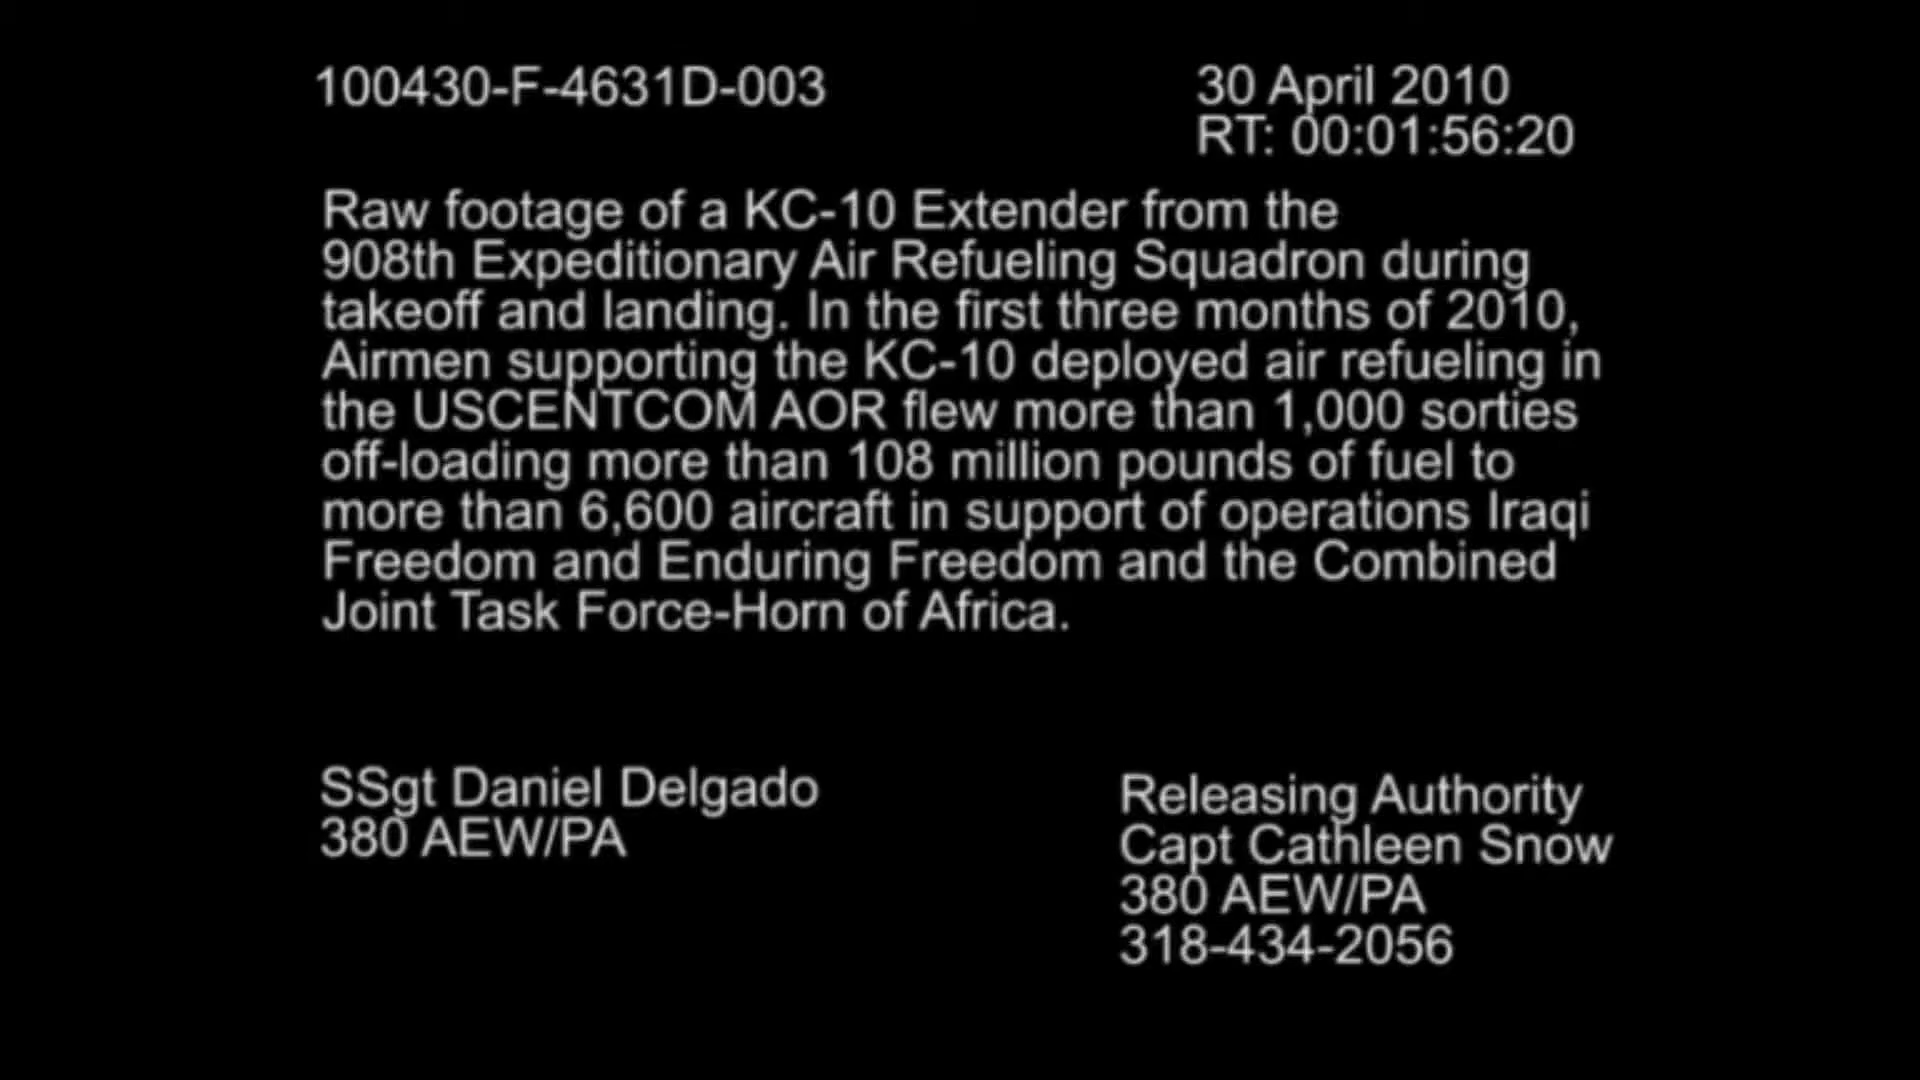 100430-F-4631D-003
30 April 2010
RT: 00:01:56:20
Raw footage of a KC-10 Extender from the
908th Expeditionary Air Refueling Squadron during
takeoff and landing. In the first three months of 2010,
Airmen supporting the KC-10 deployed air refueling in
the USCENTCOM AOR flew more than 1,000 sorties
off-loading more than 108 million pounds of fuel to
more than 6,600 aircraft in support of operations Iraqi
Freedom and Enduring Freedom and the Combined
Joint Task Force-Horn of Africa.
SSgt Daniel Delgado
380 AEW/PA
Releasing Authority
Capt Cathleen Snow
380 AEW/PA
318-434-2056